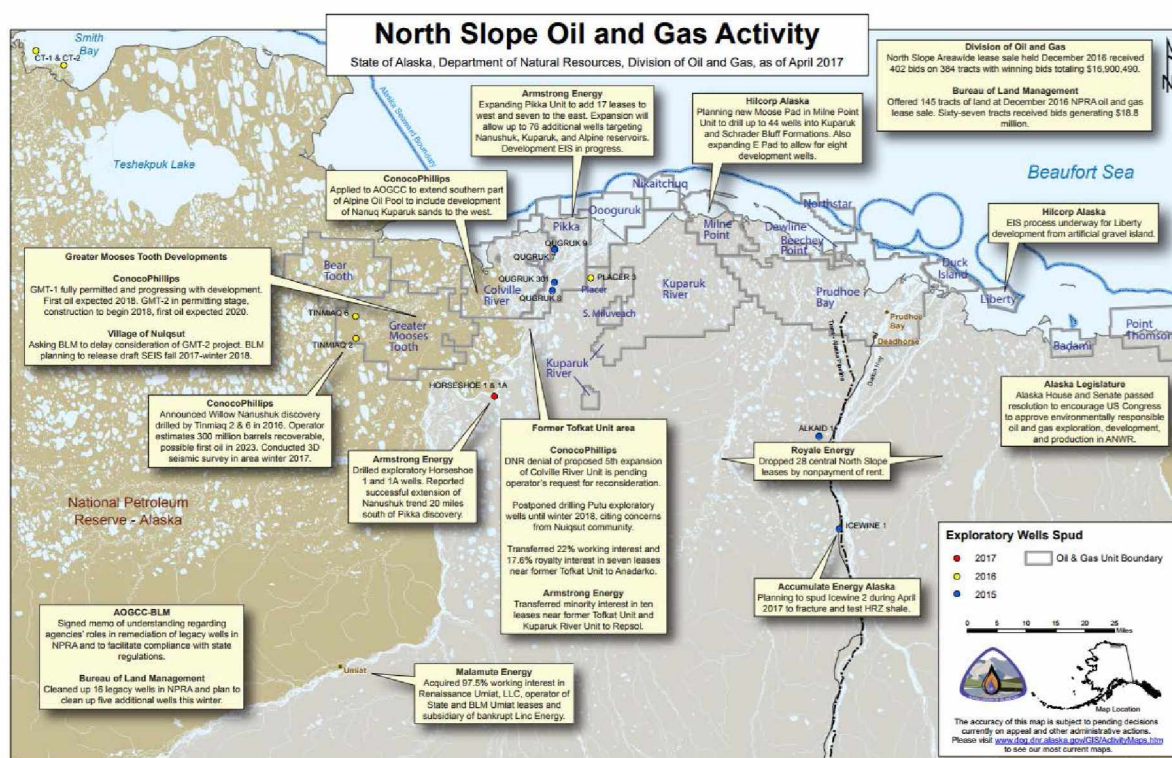 North Slope Oil and Gas Activity
State of Alaska, Department of Natural Resources, Division of Oil and Gas, as of April 2017
Smith
Bay
CT-1 & CT-2
Teshekpuk Lake
Alaska Seaward Boundary
Armstrong Energy
Expanding Pikka Unit to add 17 leases to
west and seven to the east. Expansion will
allow up to 76 additional wells targeting
Nanushuk, Kuparuk, and Alpine reservoirs.
Development EIS in progress.
Hilcorp Alaska
Planning new Moose Pad in Milne Point
Unit to drill up to 44 wells into Kuparuk
and Schrader Bluff Formations. Also
expanding E Pad to allow for eight
development wells.
Division of Oil and Gas
North Slope Areawide lease sale held December 2016 received
402 bids on 384 tracts with winning bids totaling $16,900,490.
Bureau of Land Management
Offered 145 tracts of land at December 2016 NPRA oil and gas
lease sale. Sixty-seven tracts received bids generating $18.8
million.
Beaufort Sea
ConocoPhillips
Applied to AOGCC to extend southern part
of Alpine Oil Pool to include development
of Nanuq Kuparuk sands to the west.
Hilcorp Alaska
EIS process underway for Liberty
development from artificial gravel island.
Nikaitchuq
Oooguruk
Pikka
Northstar
Milne
Point
Dewline
Beechey
Point
Duck
Island
Liberty
Badami
Point
Thomson
QUGRUK 9
QUGRUK 7
QUGRUK 301
QUGRUK 8
PLACER 3
Placer
S. Miluveach
Colville
River
Kuparuk
River
Prudhoe
Bay
Prudhoe
Bay
Deadhorse
Trans - Alaska Pipeline
Dalton Hwy
Bear
Tooth
TINMIAQ 6
TINMIAQ 2
Greater
Mooses
Tooth
Kuparuk
River
HORSESHOE 1 & 1A
Greater Mooses Tooth Developments
ConocoPhillips
GMT-1 fully permitted and progressing with development.
First oil expected 2018. GMT-2 in permitting stage,
construction to begin 2018, first oil expected 2020.
Village of Nuiqsut
Asking BLM to delay consideration of GMT-2 project. BLM
planning to release draft SEIS fall 2017-winter 2018.
ConocoPhillips
Announced Willow Nanushuk discovery
drilled by Tinmiaq 2 & 6 in 2016. Operator
estimates 300 million barrels recoverable,
possible first oil in 2023. Conducted 3D
seismic survey in area winter 2017.
Armstrong Energy
Drilled exploratory Horseshoe
1 and 1A wells. Reported
successful extension of
Nanushuk trend 20 miles
south of Pikka discovery.
Former Tofkat Unit area
ConocoPhillips
DNR denial of proposed 5th expansion
of Colville River Unit is pending
operator's request for reconsideration.
Postponed drilling Putu exploratory
wells until winter 2018, citing concerns
from Nuiqsut community.
Transferred 22% working interest and
17.6% royalty interest in seven leases
near former Tofkat Unit to Anadarko.
Armstrong Energy
Transferred minority interest in ten
leases near former Tofkat Unit and
Kuparuk River Unit to Repsol.
ALKAID 1
Royale Energy
Dropped 28 central North Slope
leases by nonpayment of rent.
ICEWINE 1
Accumulate Energy Alaska
Planning to spud Icewine 2 during April
2017 to fracture and test HRZ shale.
Alaska Legislature
Alaska House and Senate passed
resolution to encourage US Congress
to approve environmentally responsible
oil and gas exploration, development,
and production in ANWR.
National Petroleum
Reserve - Alaska
AOGCC-BLM
Signed memo of understanding regarding
agencies' roles in remediation of legacy wells in
NPRA and to facilitate compliance with state
regulations.
Bureau of Land Management
Cleaned up 16 legacy wells in NPRA and plan to
clean up five additional wells this winter.
Umiat
Malamute Energy
Acquired 97.5% working interest in
Renaissance Umiat, LLC, operator of
State and BLM Umiat leases and
subsidiary of bankrupt Linc Energy.
Exploratory Wells Spud
2017
Oil & Gas Unit Boundary
2016
2015
0 5 10 15 20 25
Miles
Map Location
The accuracy of this map is subject to pending decisions
currently on appeal and other administrative actions.
Please visit www.dog.dnr.alaska.gov/GIS/ActivityMaps.htm
to see our most current maps.